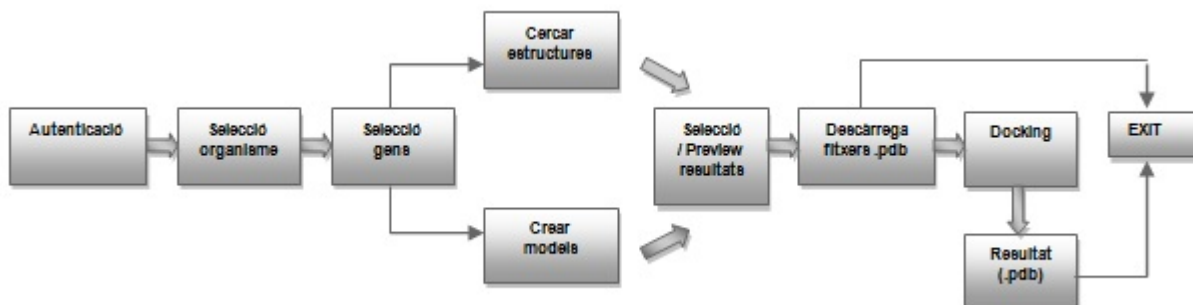 Autenticació
Selecció
organisme
Selecció
gens
Cercar
estructures
Crear
models
Selecció
/ Preview
resultats
Descàrrega
fitxers .pdb
Docking
Resultat
(.pdb)
EXIT